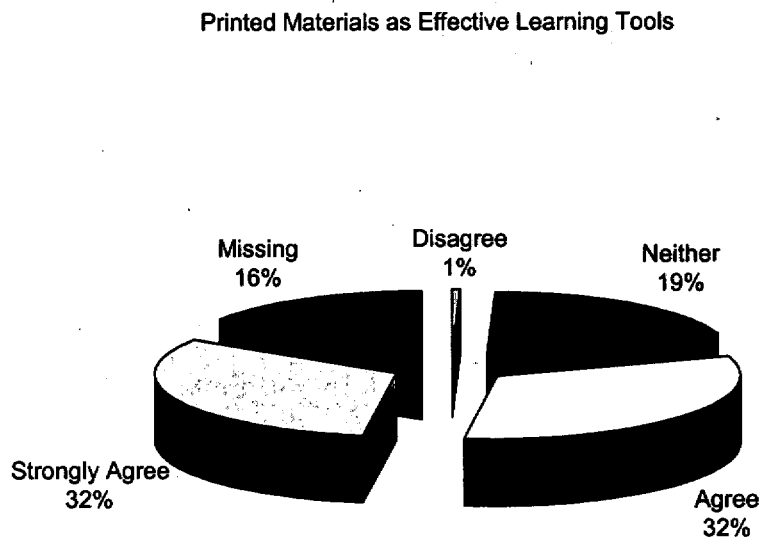 Printed Materials as Effective Learning Tools
Missing
16%
Disagree
1%
Neither
19%
Strongly Agree
32%
Agree
32%